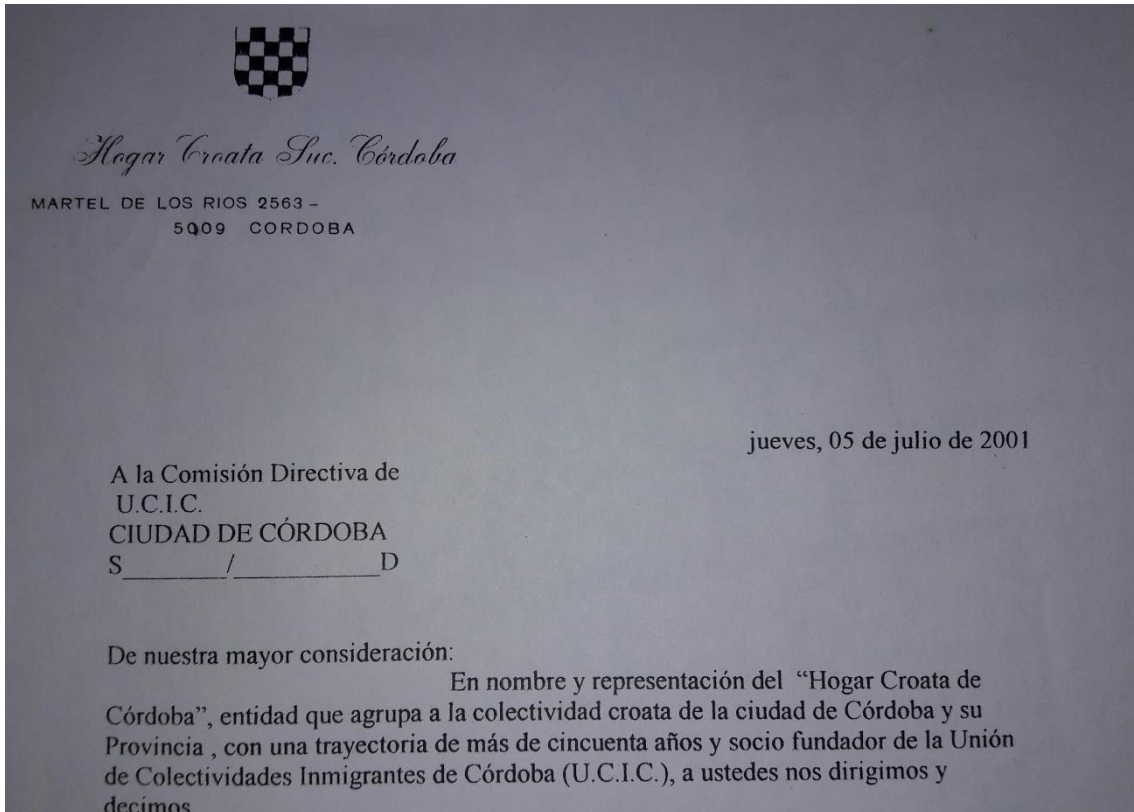 Hogar Croata Suc. Córdoba
MARTEL DE LOS RIOS 2563 –
5009 CORDOBA
jueves, 05 de julio de 2001
A la Comisión Directiva de
U.C.I.C.
CIUDAD DE CÓRDOBA
S________/___________D
De nuestra mayor consideración:
En nombre y representación del “Hogar Croata de
Córdoba”, entidad que agrupa a la colectividad croata de la ciudad de Córdoba y su
Provincia , con una trayectoria de más de cincuenta años y socio fundador de la Unión
de Colectividades Inmigrantes de Córdoba (U.C.I.C.), a ustedes nos dirigimos y
decimos